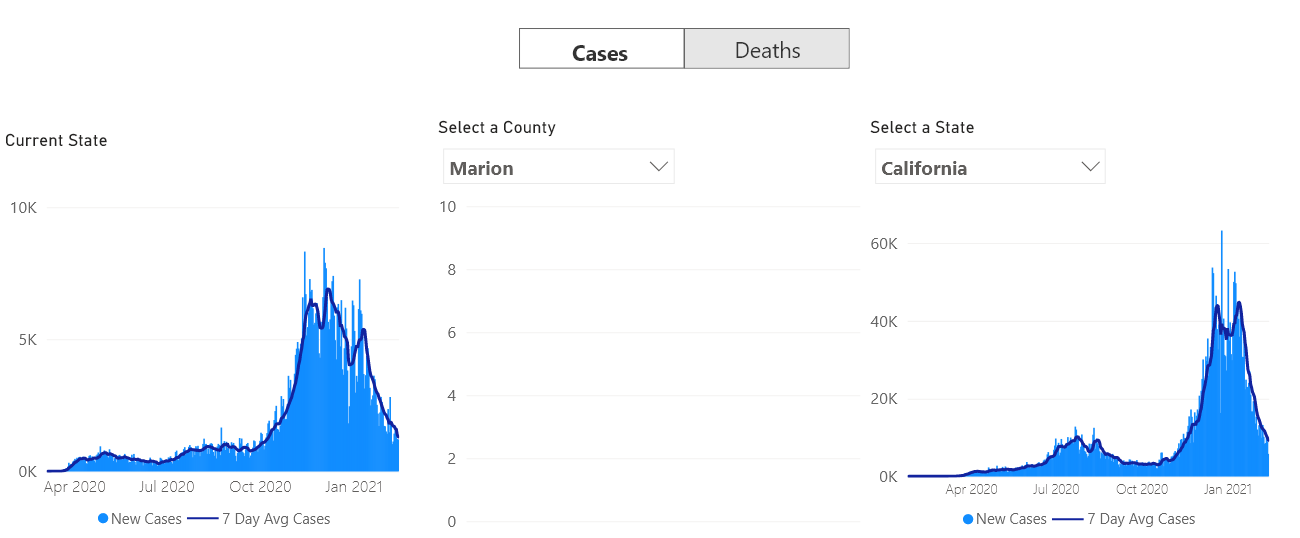 Cases
Deaths
Current State
10K
5K
0K
Apr 2020 Jul 2020 Oct 2020 Jan 2021
New Cases 7 Day Avg Cases
Select a County
Marion
10
8
6
4
2
0
Select a State
California
60K
40K
20K
0K
Apr 2020 Jul 2020 Oct 2020 Jan 2021
New Cases 7 Day Avg Cases